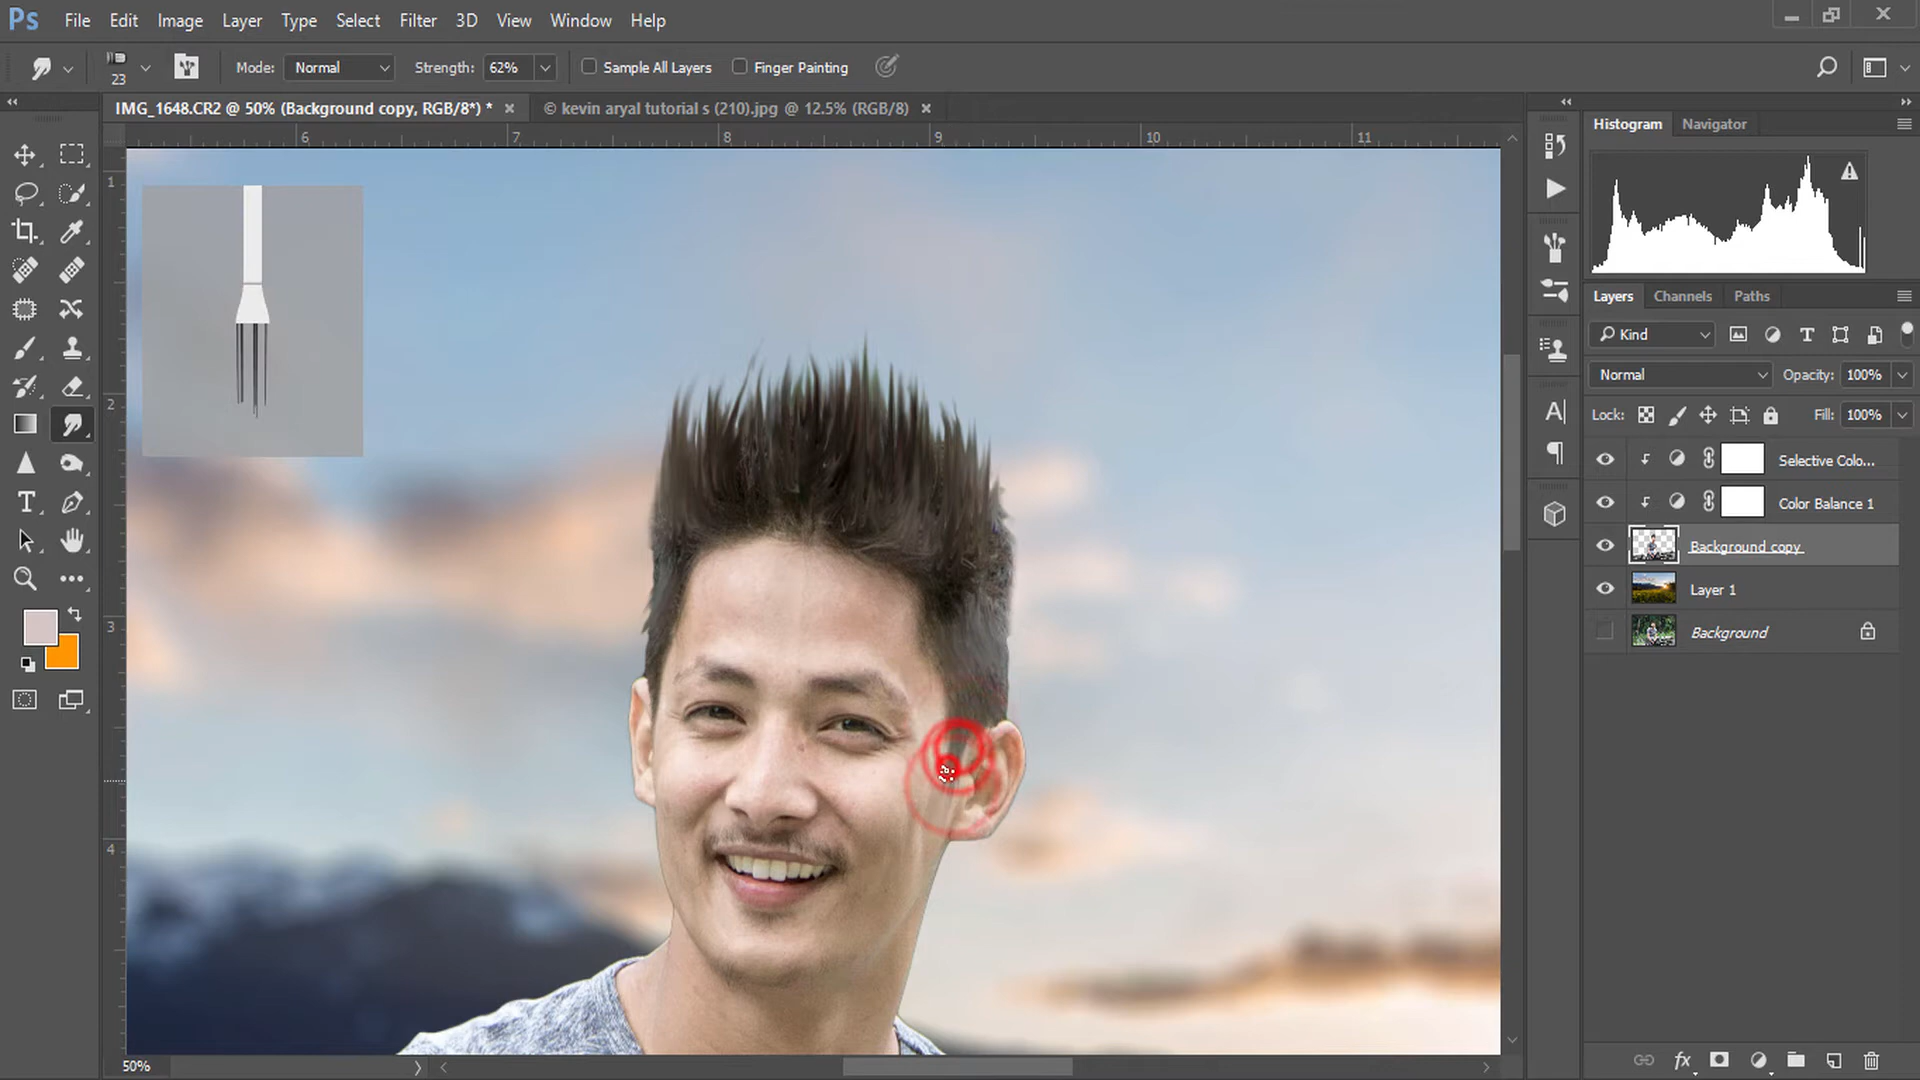 Ps File Edit Image Layer Type Select Filter 3D View Window Help
23 Mode: Normal Strength: 62% Sample All Layers Finger Painting
IMG_1648.CR2 @ 50% (Background copy, RGB/8*) * × © kevin aryal tutorial s (210).jpg @ 12.5% (RGB/8) ×
6 7 8 9 10 11
1
2
3
4
50%
Histogram Navigator
Layers Channels Paths
Kind
Normal Opacity: 100%
Lock: Fill: 100%
Selective Colo...
Color Balance 1
Background copy
Layer 1
Background